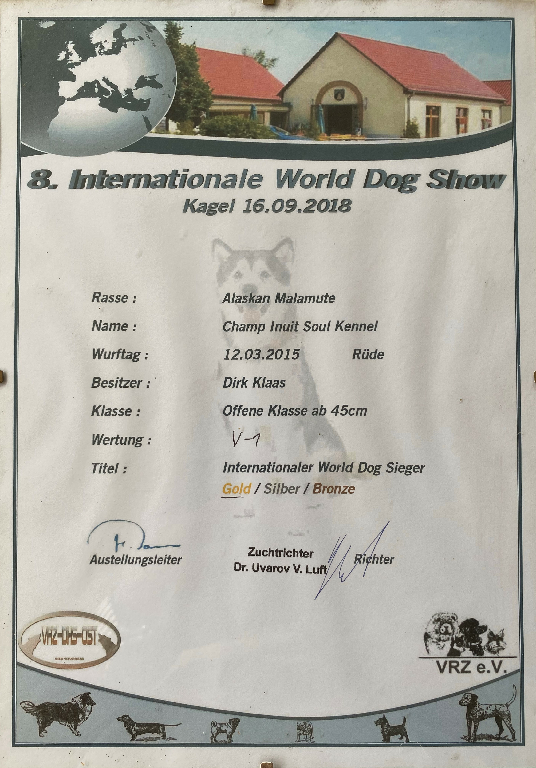 8. Internationale World Dog Show
Kagel 16.09.2018
Rasse : Alaskan Malamute
Name : Champ Inuit Soul Kennel
Wurftag : 12.03.2015 Rüde
Besitzer : Dirk Klaas
Klasse : Offene Klasse ab 45cm
Wertung : V-1
Titel : Internationaler World Dog Sieger
Gold / Silber / Bronze
Austellungsleiter
Zuchtrichter
Dr. Uvarov V. Luft
Richter
VRZ-ORG-OST
VRZ e.V.